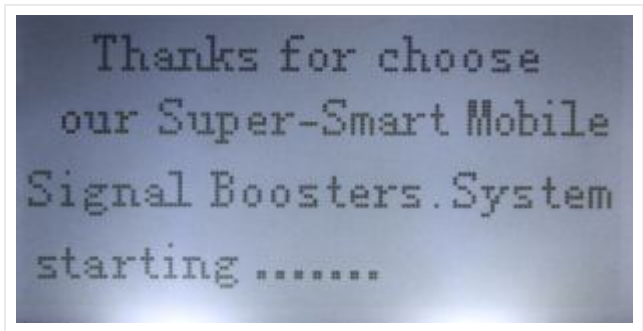 Thanks for choose
our Super-Smart Mobile
Signal Boosters.System
starting .......